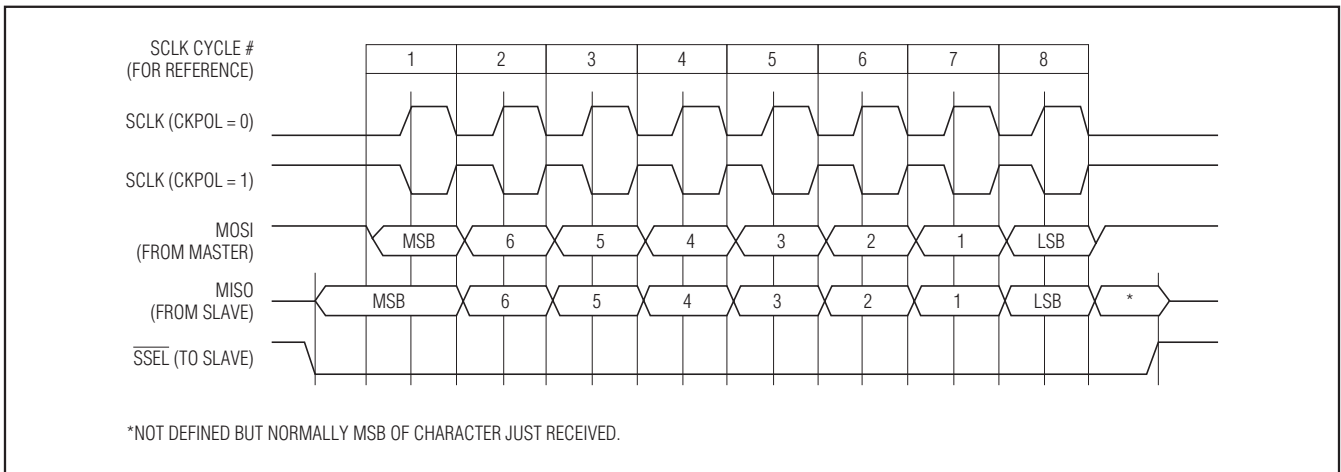 SCLK CYCLE #
(FOR REFERENCE)
1 2 3 4 5 6 7 8
SCLK (CKPOL = 0)
SCLK (CKPOL = 1)
MOSI
(FROM MASTER)
MSB 6 5 4 3 2 1 LSB
MISO
(FROM SLAVE)
MSB 6 5 4 3 2 1 LSB *
SSEL (TO SLAVE)
*NOT DEFINED BUT NORMALLY MSB OF CHARACTER JUST RECEIVED.